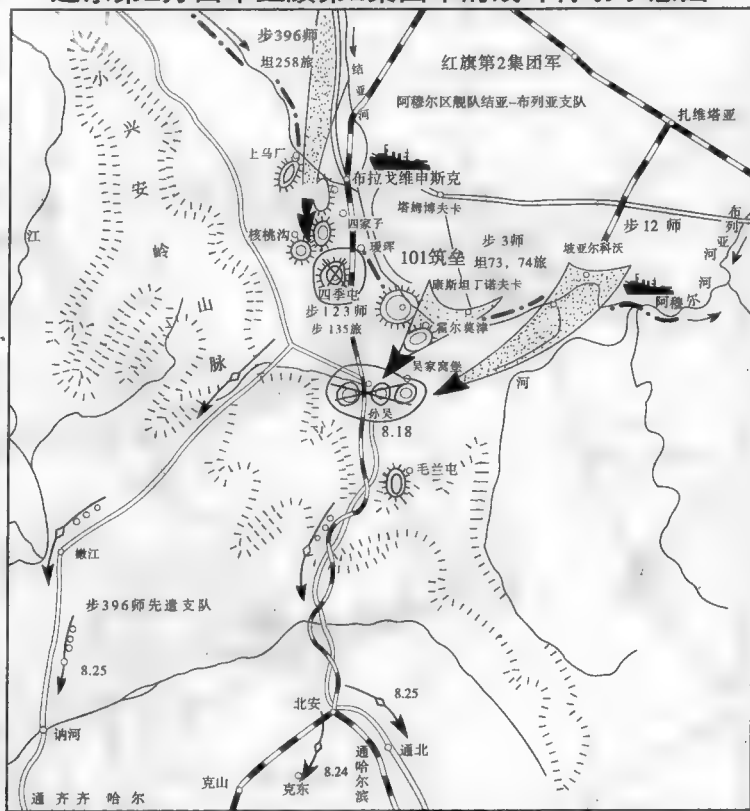 步396师
坦258旅
结亚河
红旗第2集团军
阿穆尔区舰队结亚-布列亚支队
扎维塔亚
小兴安岭山脉
上乌厂
布拉戈维申斯克
塔姆博夫卡
布列亚河
江
核桃沟
四家子
瑷珲
101筑垒
步 3师
坦73，74旅
步 12 师
坡亚尔科沃
康斯坦丁诺夫卡
阿穆尔
河
四季屯
步 123师
步 135旅
霍尔莫津
吴家窝堡
孙吴
8.18
毛兰屯
嫩江
步396师先遣支队
8.25
讷河
北安
8.25
通北
8.24
克山
克东
通哈尔滨
通 齐 齐 哈 尔